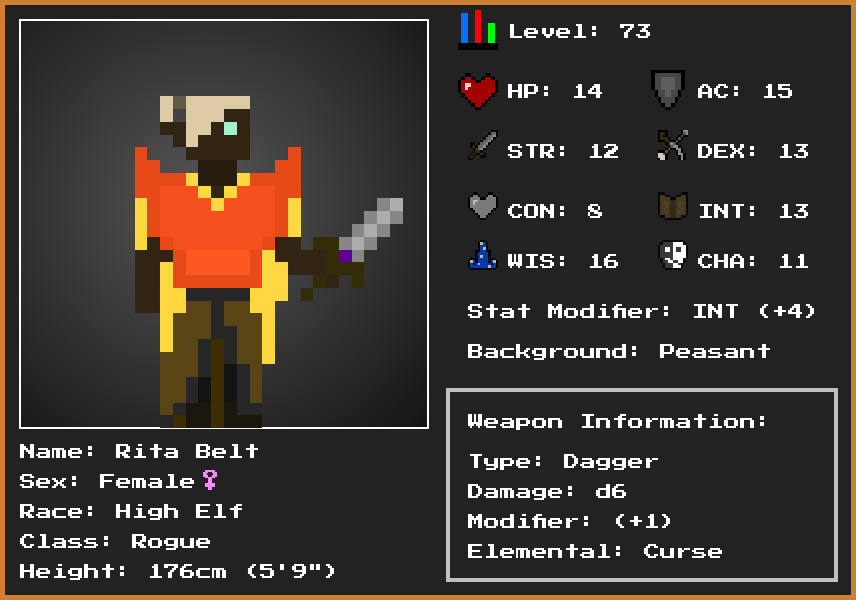 Level: 73
HP: 14 AC: 15
STR: 12 DEX: 13
CON: 8 INT: 13
WIS: 16 CHA: 11
Stat Modifier: INT (+4)
Background: Peasant
Weapon Information:
Type: Dagger
Damage: d6
Modifier: (+1)
Elemental: Curse
Name: Rita Belt
Sex: Female♀
Race: High Elf
Class: Rogue
Height: 176cm (5'9")